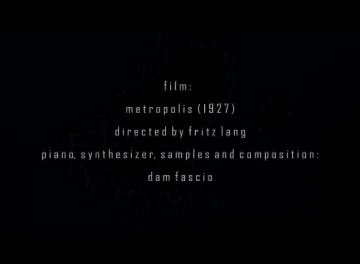 film:
metropolis (1927)
directed by fritz lang
piano, synthesizer, samples and composition:
dam fascio